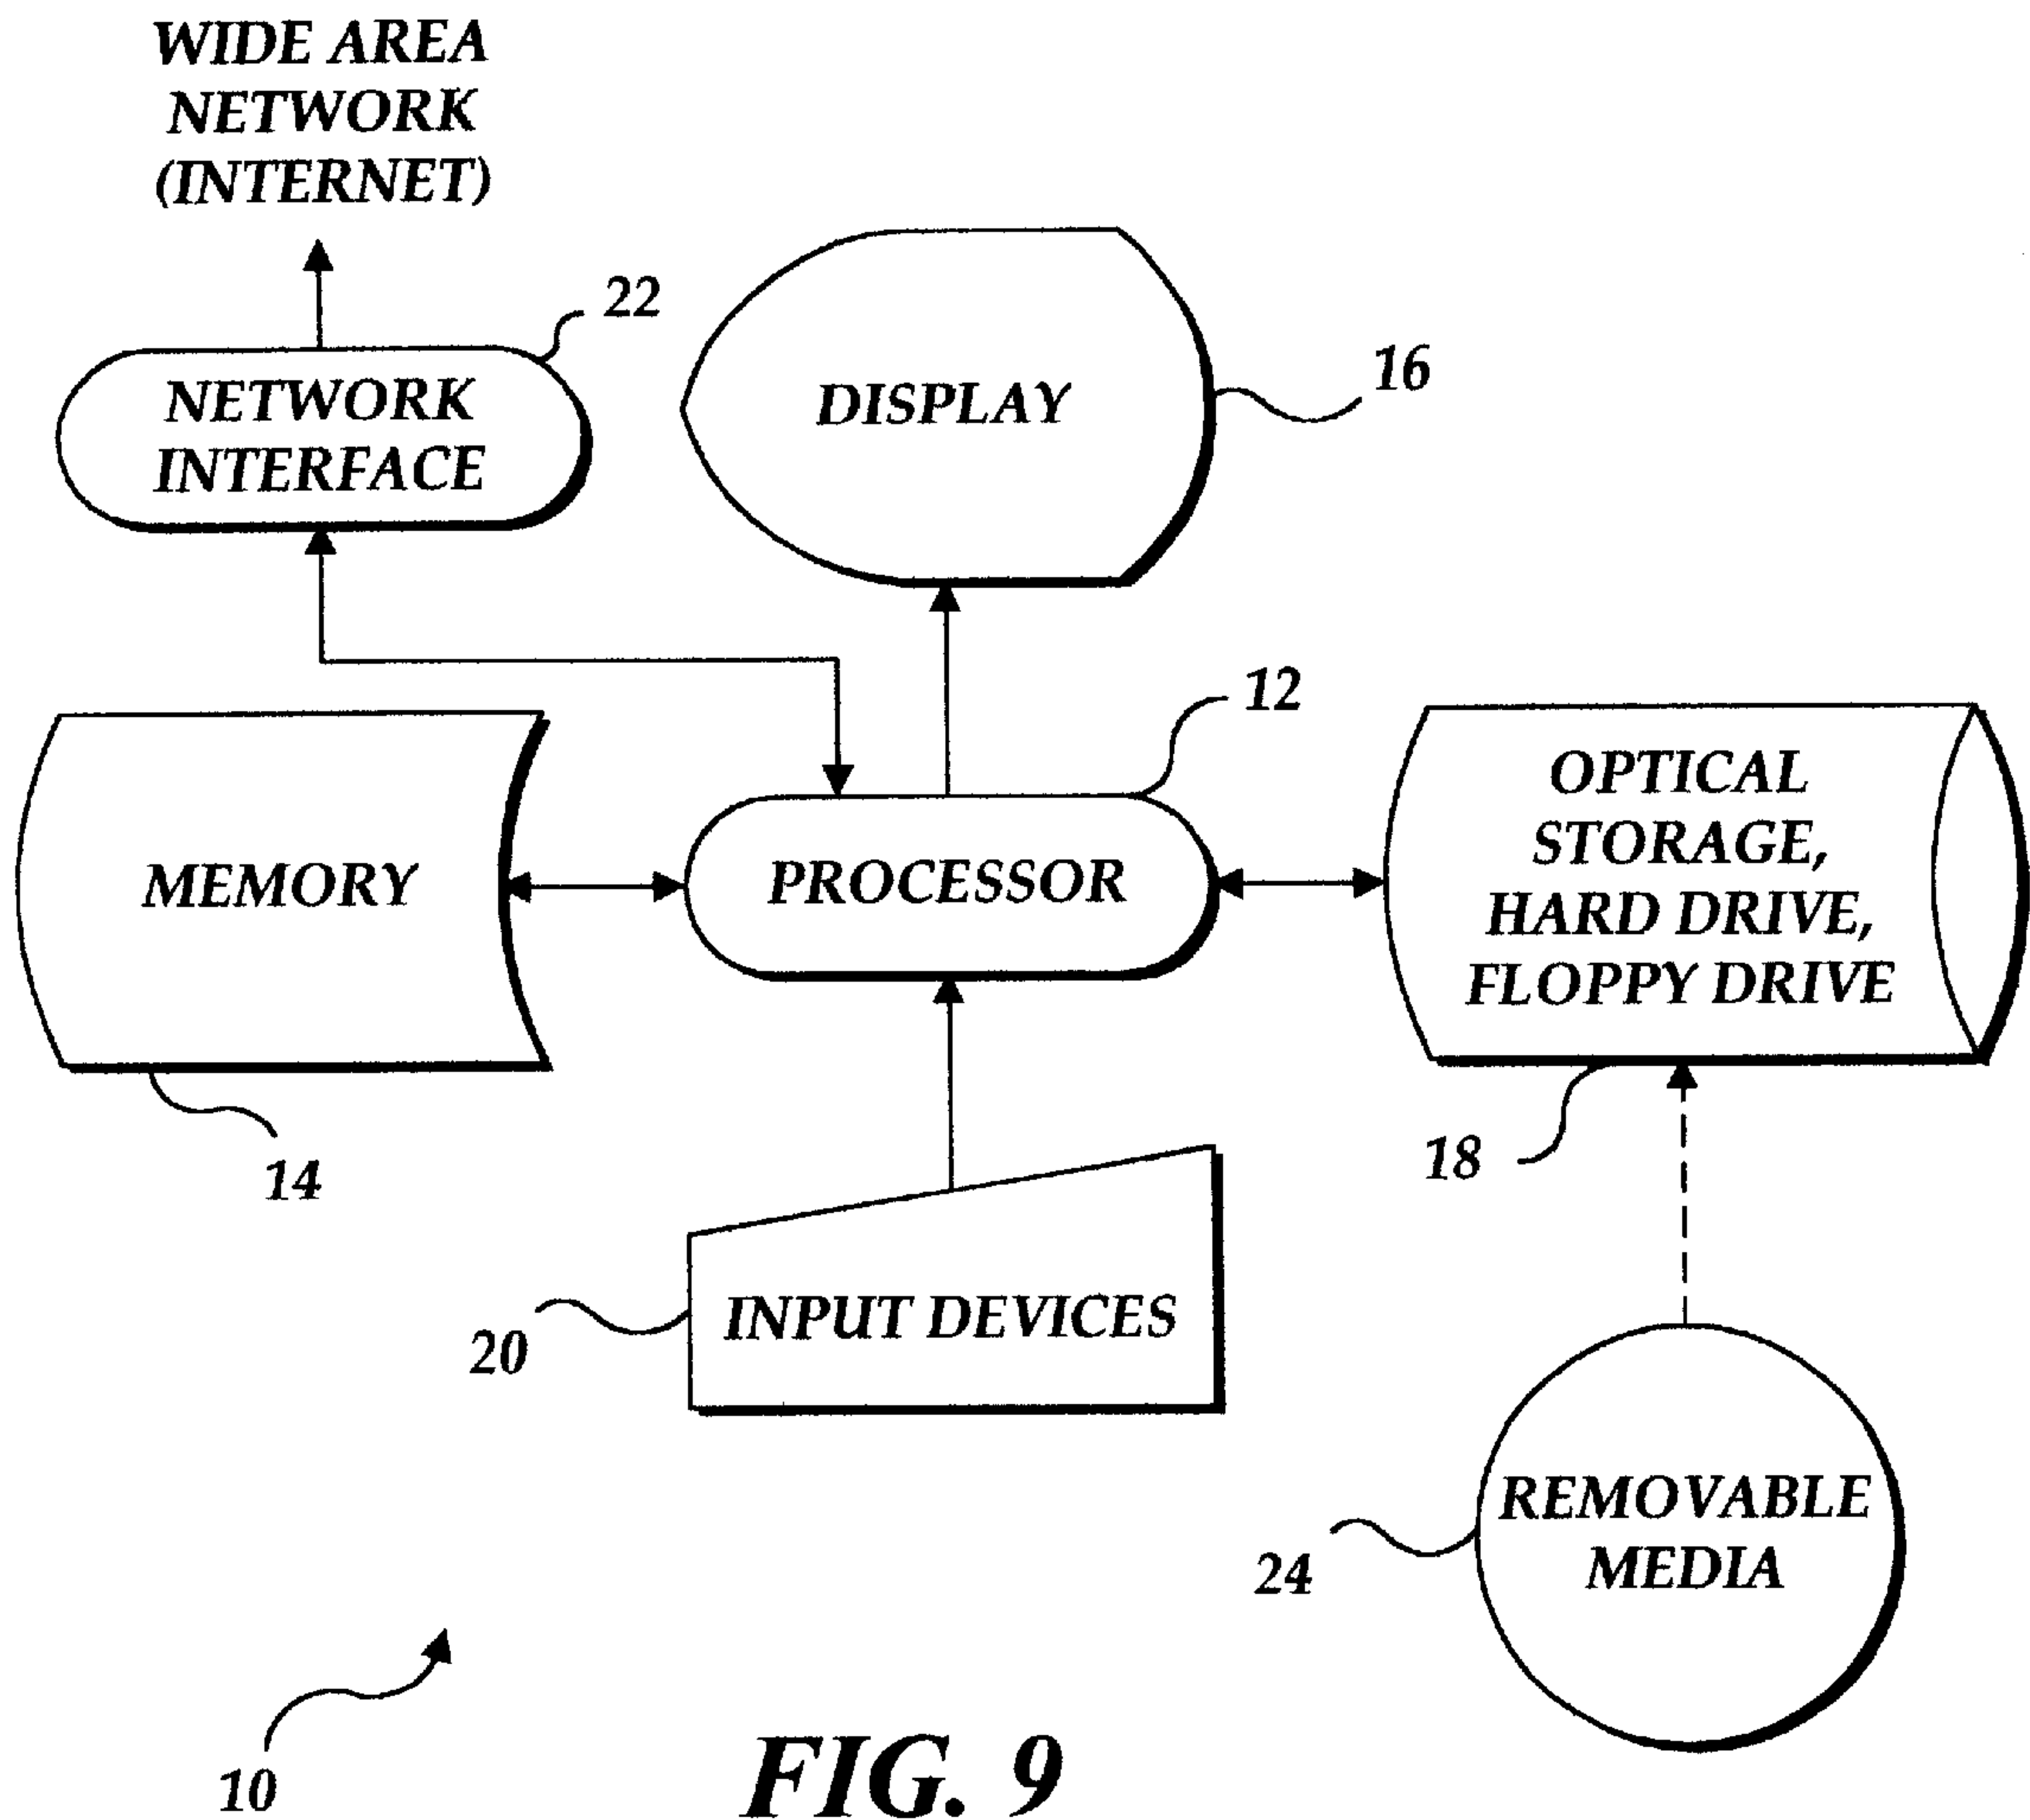 WIDE AREA
NETWORK
(INTERNET)
22
NETWORK
INTERFACE
DISPLAY
16
12
MEMORY
PROCESSOR
OPTICAL
STORAGE,
HARD DRIVE,
FLOPPY DRIVE
14
18
INPUT DEVICES
20
REMOVABLE
MEDIA
24
10
FIG. 9